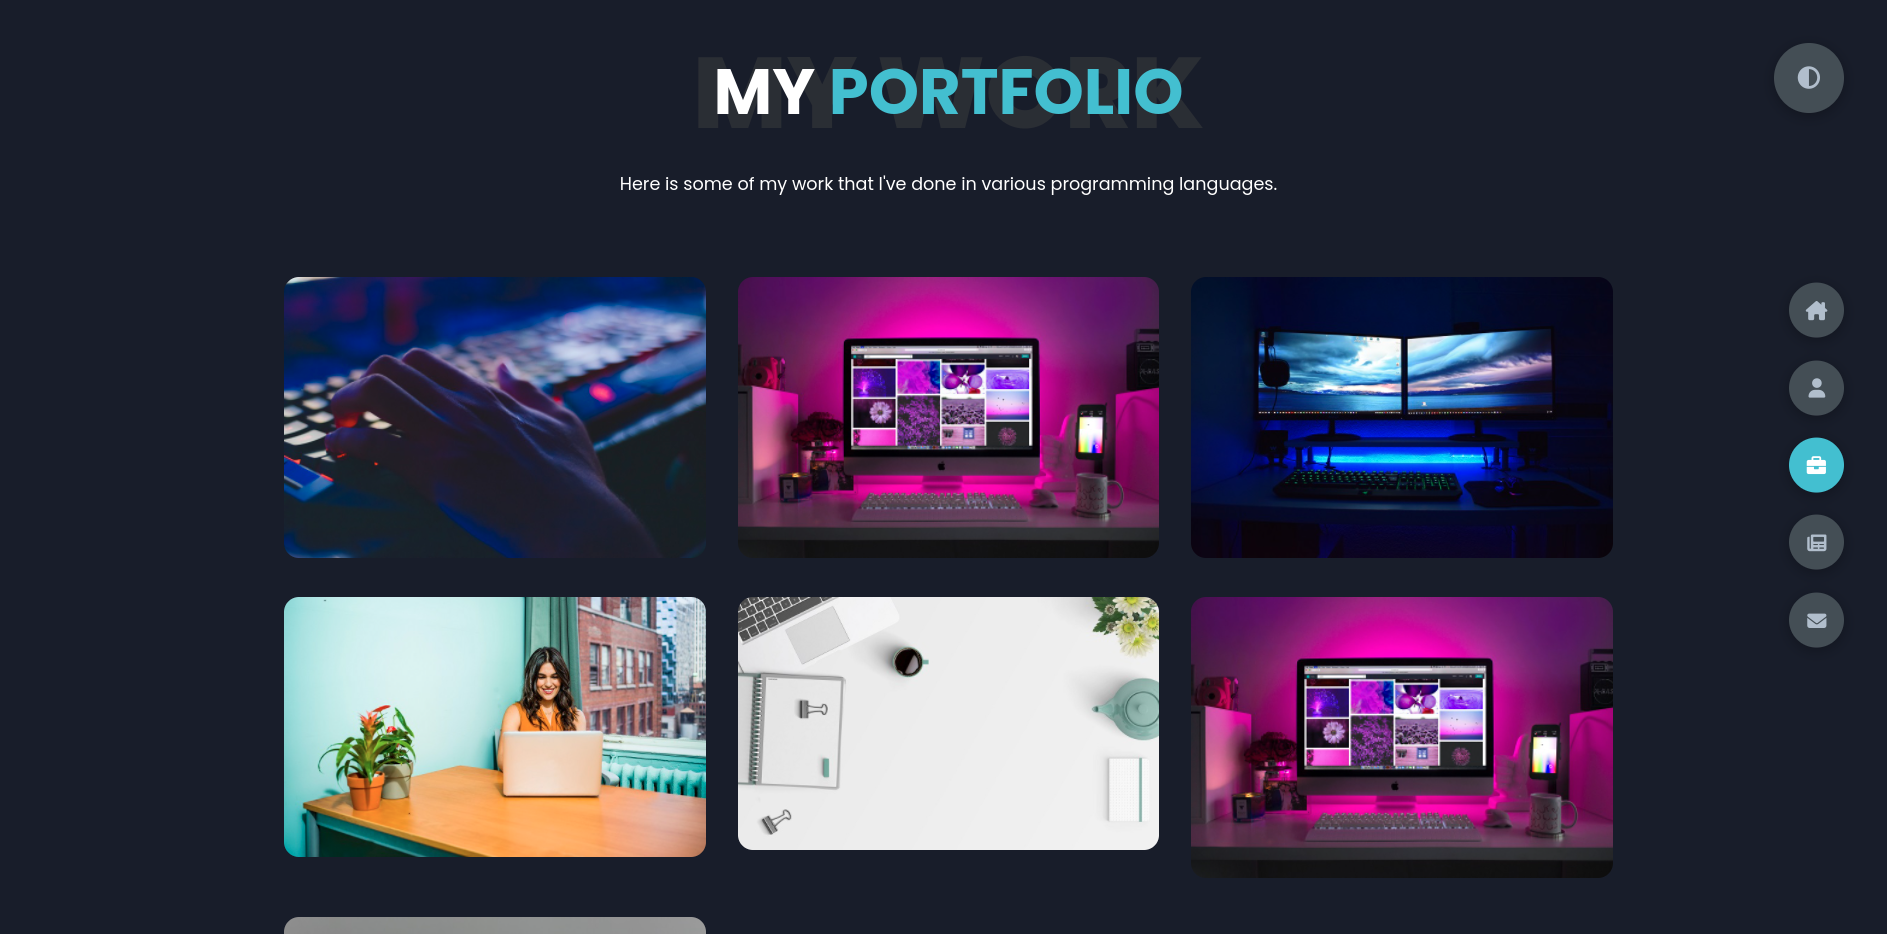 MY WORK
MY PORTFOLIO
Here is some of my work that I've done in various programming languages.